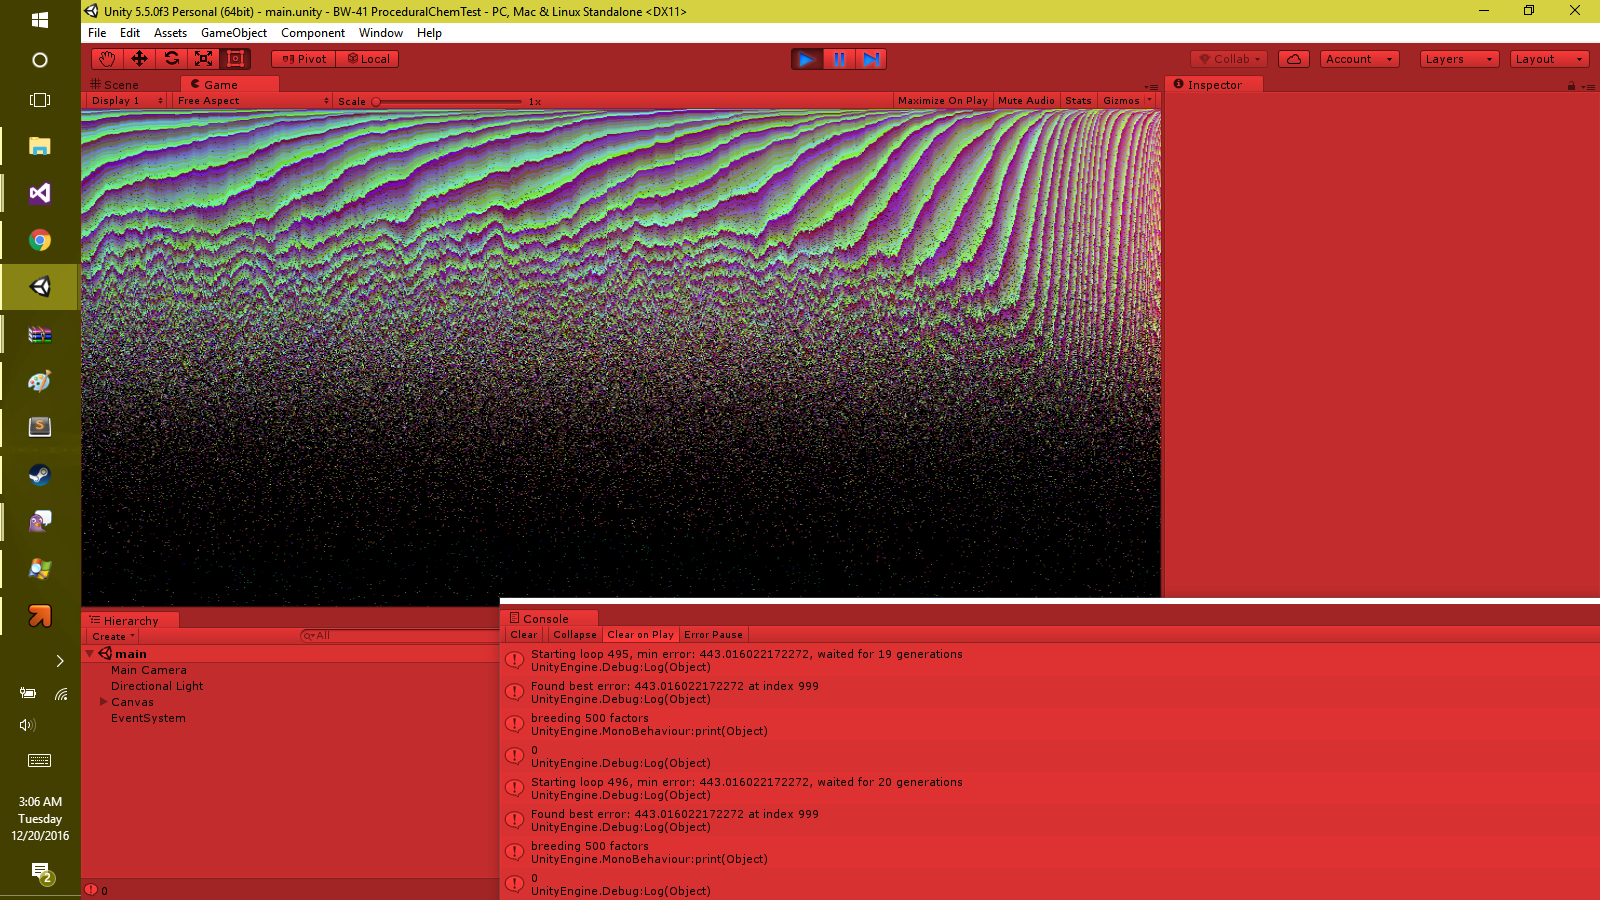 Unity 5.5.0f3 Personal (64bit) - main.unity - BW-41 ProceduralChemTest - PC, Mac & Linux Standalone <DX11>
File Edit Assets GameObject Component Window Help
Pivot Local Collab Account Layers Layout
Scene Game Inspector
Display 1 Free Aspect Scale 1x Maximize On Play Mute Audio Stats Gizmos
Hierarchy
Create All
main
Main Camera
Directional Light
Canvas
EventSystem
0
Console
Clear Collapse Clear on Play Error Pause
Starting loop 495, min error: 443.016022172272, waited for 19 generations
UnityEngine.Debug:Log(Object)
Found best error: 443.016022172272 at index 999
UnityEngine.Debug:Log(Object)
breeding 500 factors
UnityEngine.MonoBehaviour:print(Object)
0
UnityEngine.Debug:Log(Object)
Starting loop 496, min error: 443.016022172272, waited for 20 generations
UnityEngine.Debug:Log(Object)
Found best error: 443.016022172272 at index 999
UnityEngine.Debug:Log(Object)
breeding 500 factors
UnityEngine.MonoBehaviour:print(Object)
0
UnityEngine.Debug:Log(Object)
S
3:06 AM
Tuesday
12/20/2016
2